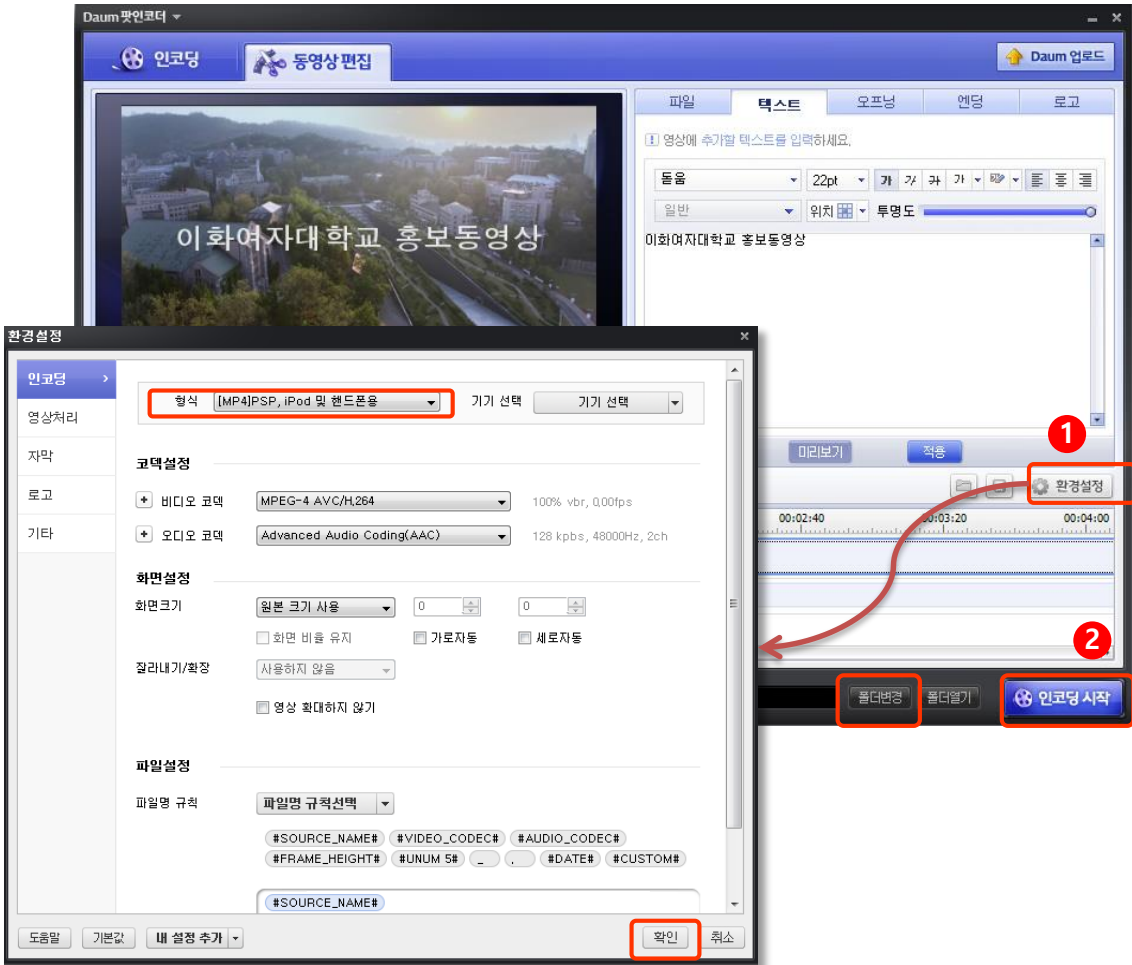 Daum 팟인코더
인코딩
동영상 편집
Daum 업로드
파일
텍스트
오프닝
엔딩
로고
영상에 추가할 텍스트를 입력하세요.
돋움
22pt
가 가 가 가
일반
위치
투명도
이화여자대학교 홍보동영상
이화여자대학교 홍보동영상
미리보기
적용
1
환경설정
00:02:40
00:03:20
00:04:00
2
폴더변경
폴더열기
인코딩 시작
환경설정
인코딩
영상처리
자막
로고
기타
형식 [MP4]PSP, iPod 및 핸드폰용 기기 선택 기기 선택
코덱설정
비디오 코덱 MPEG-4 AVC/H.264 100% vbr, 0.00fps
오디오 코덱 Advanced Audio Coding(AAC) 128 kpbs, 48000Hz, 2ch
화면설정
화면크기 원본 크기 사용 0 0
화면 비율 유지 가로자동 세로자동
잘라내기/확장 사용하지 않음
영상 확대하지 않기
파일설정
파일명 규칙 파일명 규칙선택
#SOURCE_NAME# #VIDEO_CODEC# #AUDIO_CODEC#
#FRAME_HEIGHT# #UNUM 5# _ . #DATE# #CUSTOM#
#SOURCE_NAME#
도움말 기본값 내 설정 추가 확인 취소